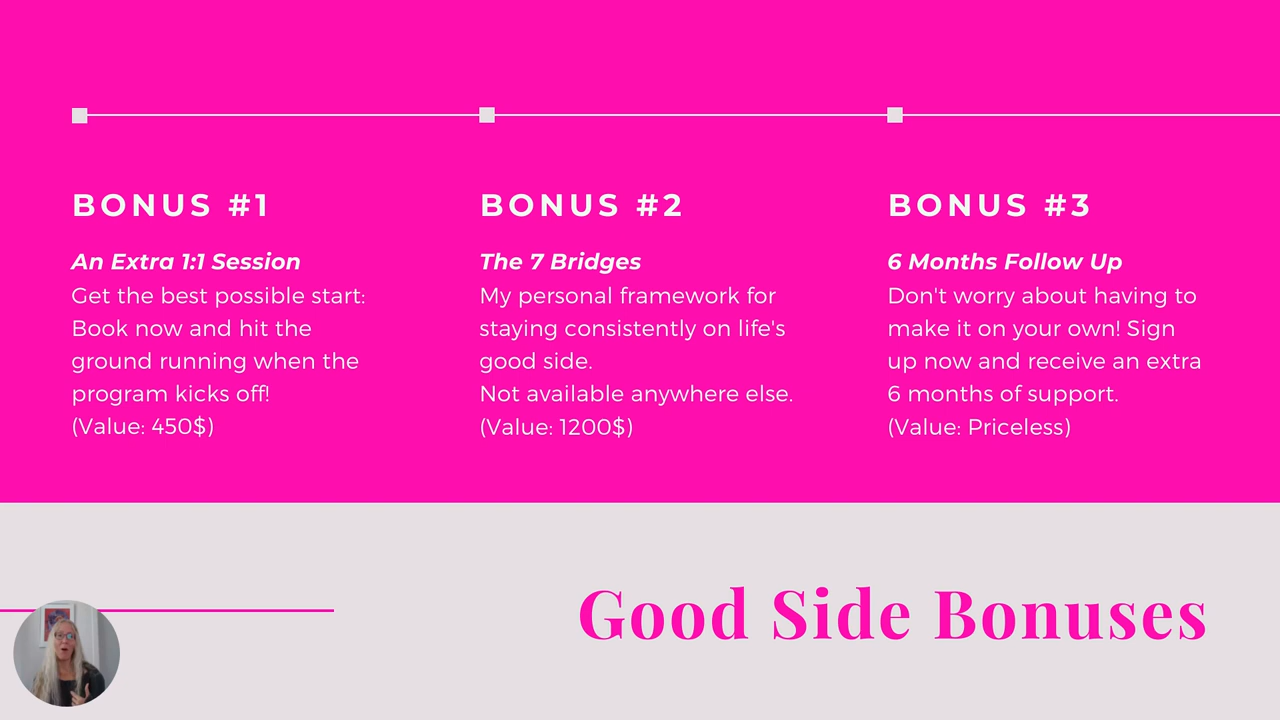 BONUS #1
An Extra 1:1 Session
Get the best possible start:
Book now and hit the
ground running when the
program kicks off!
(Value: 450$)
BONUS #2
The 7 Bridges
My personal framework for
staying consistently on life's
good side.
Not available anywhere else.
(Value: 1200$)
BONUS #3
6 Months Follow Up
Don't worry about having to
make it on your own! Sign
up now and receive an extra
6 months of support.
(Value: Priceless)
Good Side Bonuses